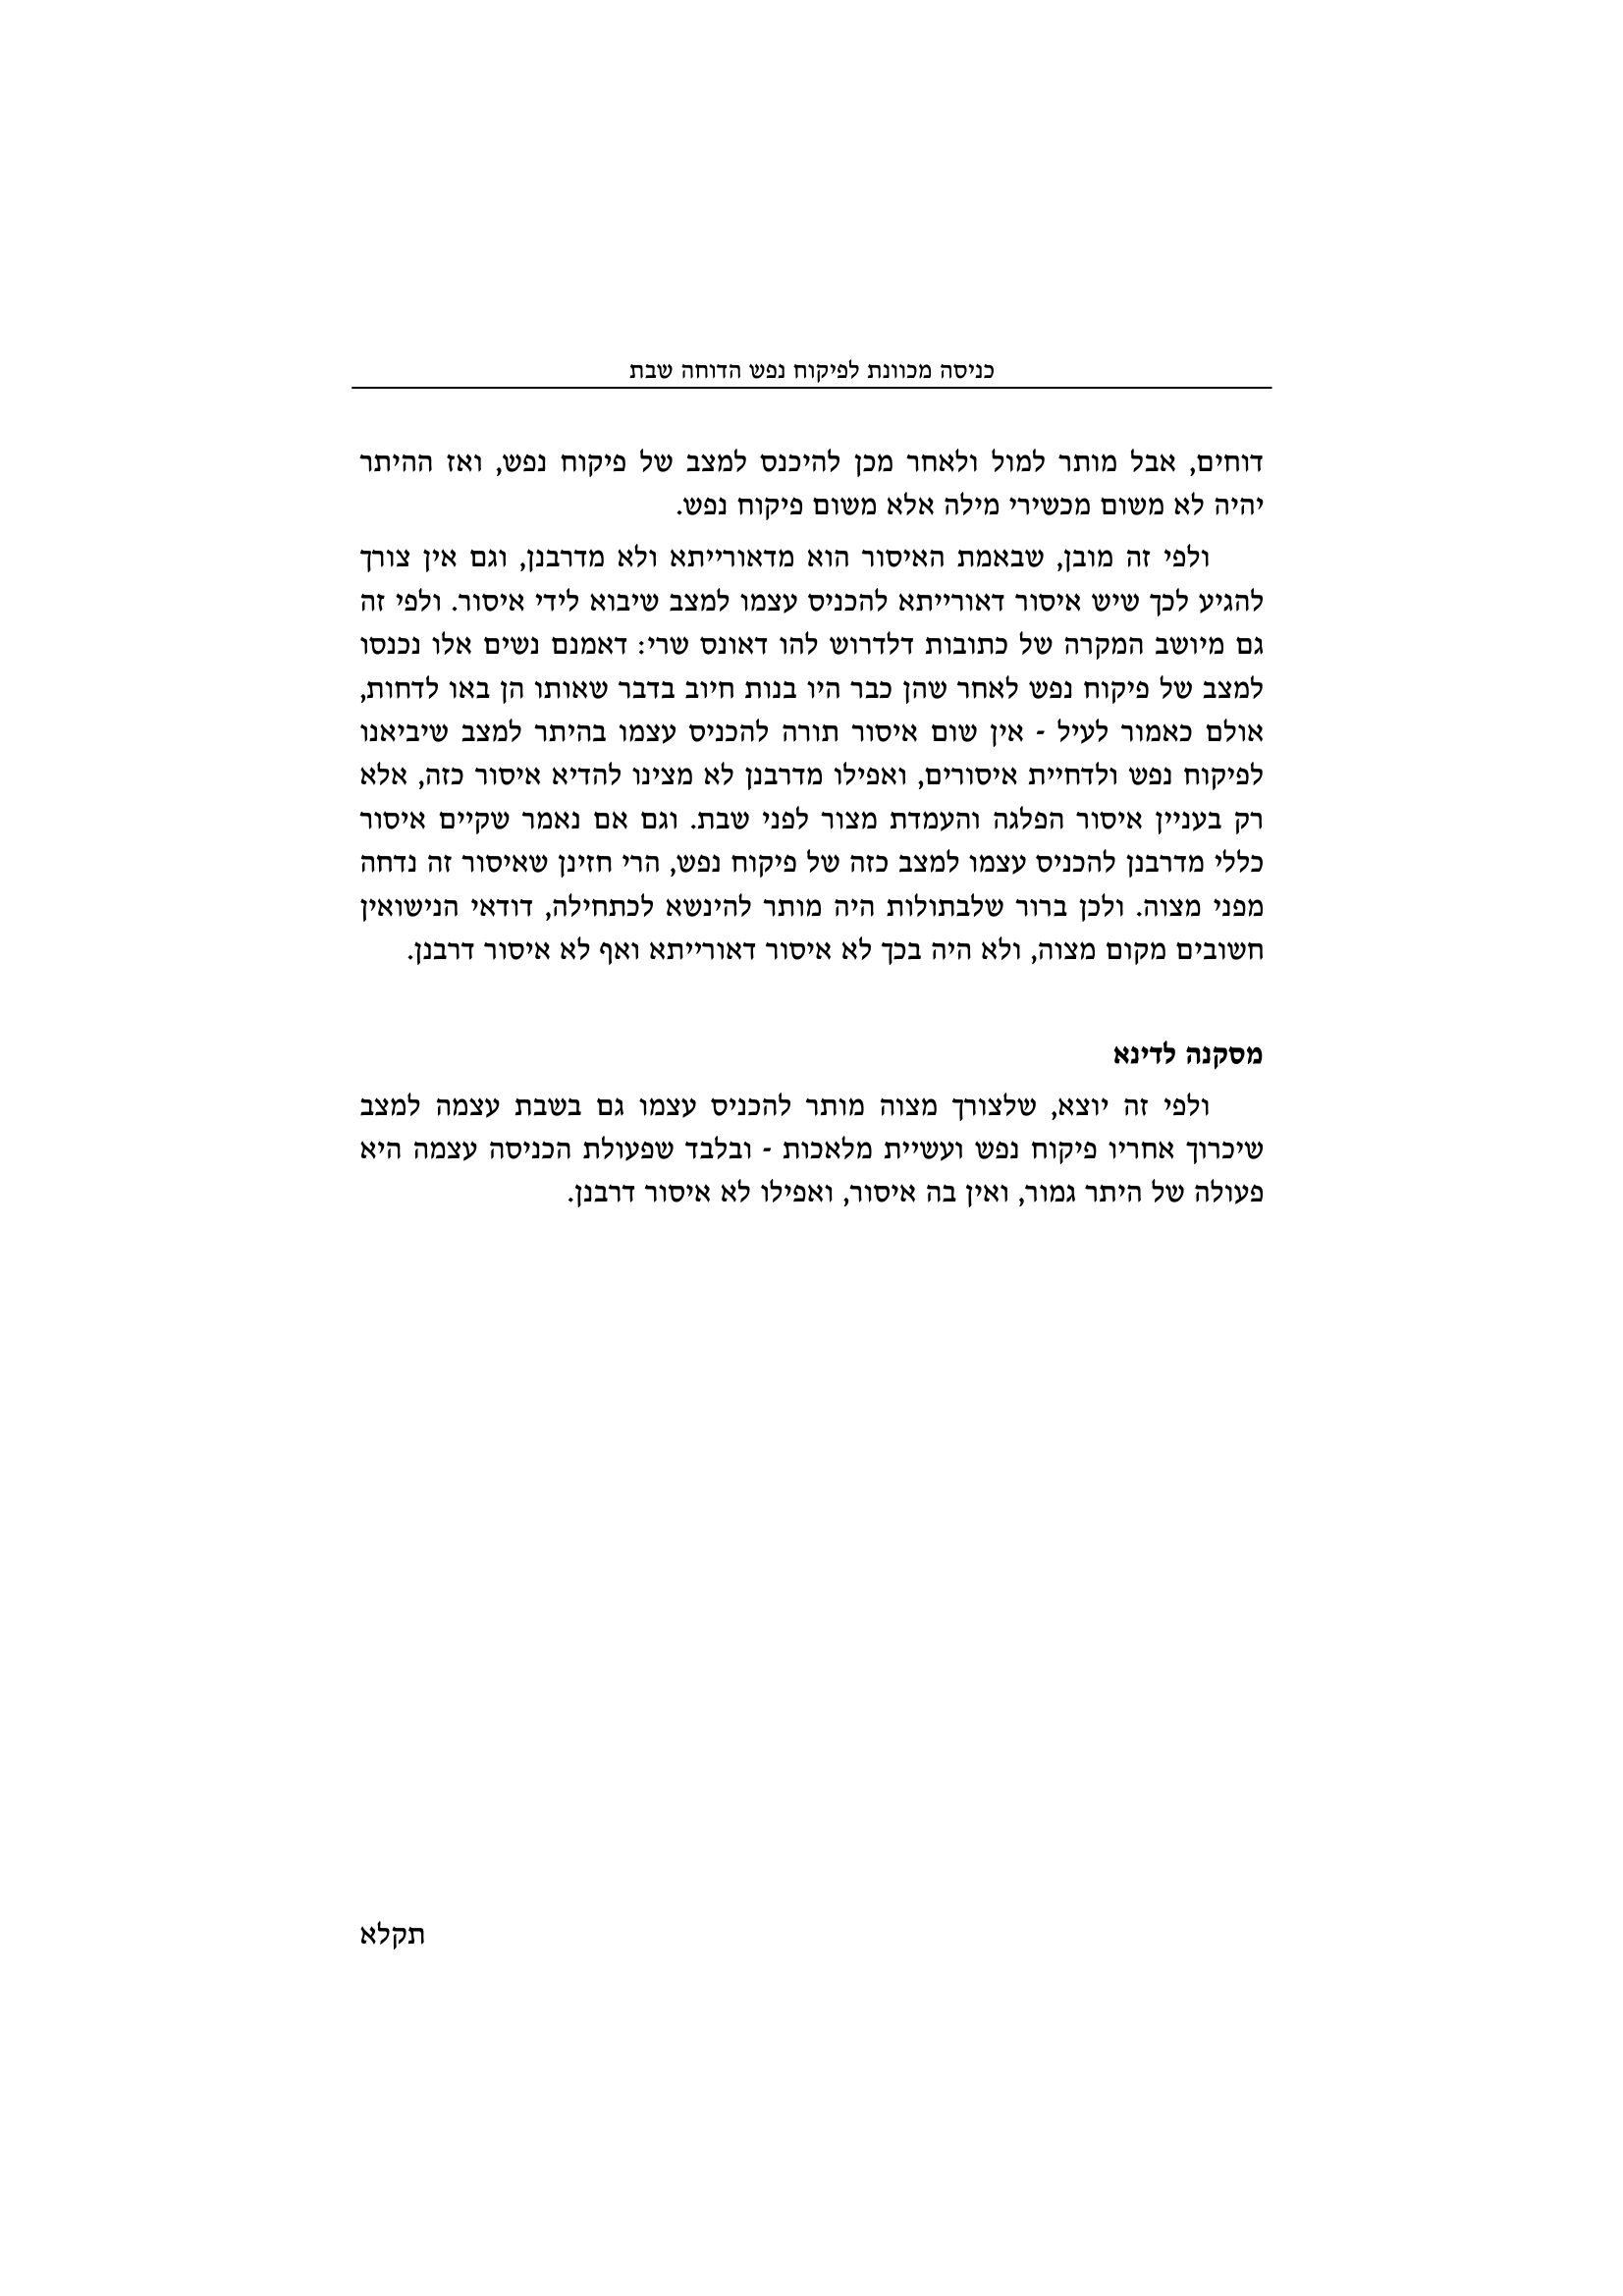 כניסה מכוונת לפיקוח נפש הדוחה שבת
דוחים, אבל מותר למול ולאחר מכן להיכנס למצב של פיקוח נפש, ואז ההיתר
יהיה לא משום מכשירי מילה אלא משום פיקוח נפש.
ולפי זה מובן, שבאמת האיסור הוא מדאורייתא ולא מדרבנן, וגם אין צורך
להגיע לכך שיש איסור דאורייתא להכניס עצמו למצב שיבוא לידי איסור. ולפי זה
גם מיושב המקרה של כתובות דלדרוש להו דאונס שרי: דאמנם נשים אלו נכנסו
למצב של פיקוח נפש לאחר שהן כבר היו בנות חיוב בדבר שאותו הן באו לדחות,
אולם כאמור לעיל - אין שום איסור תורה להכניס עצמו בהיתר למצב שיביאנו
לפיקוח נפש ולדחיית איסורים, ואפילו מדרבנן לא מצינו להדיא איסור כזה, אלא
רק בעניין איסור הפלגה והעמדת מצור לפני שבת. וגם אם נאמר שקיים איסור
כללי מדרבנן להכניס עצמו למצב כזה של פיקוח נפש, הרי חזינן שאיסור זה נדחה
מפני מצוה. ולכן ברור שלבתולות היה מותר להינשא לכתחילה, דודאי הנישואין
חשובים מקום מצוה, ולא היה בכך לא איסור דאורייתא ואף לא איסור דרבנן.
מסקנה לדינא
ולפי זה יוצא, שלצורך מצוה מותר להכניס עצמו גם בשבת עצמה למצב
שיכרוך אחריו פיקוח נפש ועשיית מלאכות - ובלבד שפעולת הכניסה עצמה היא
פעולה של היתר גמור, ואין בה איסור, ואפילו לא איסור דרבנן.
תקלא